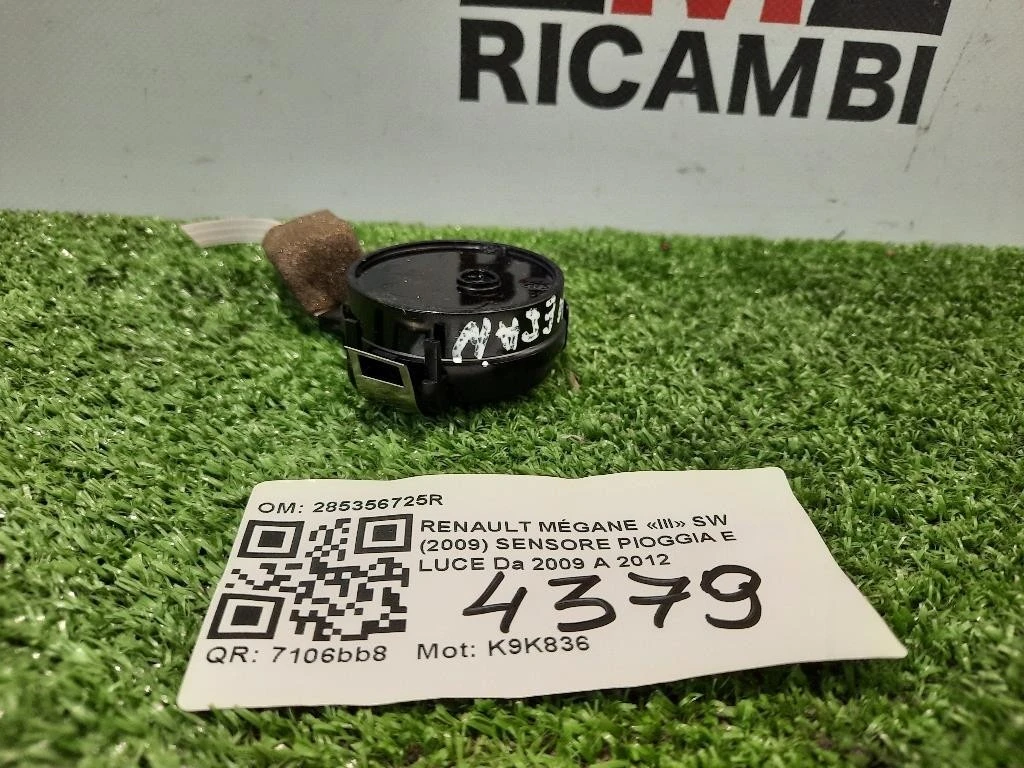 RICAMBI
OM: 285356725R
RENAULT MÉGANE «III» SW
(2009) SENSORE PIOGGIA E
LUCE Da 2009 A 2012
4379
QR: 7106bb8 Mot: K9K836